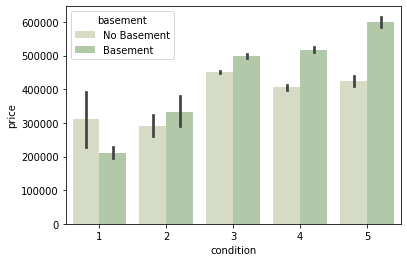 basement
No Basement
Basement
600000
500000
400000
300000
200000
100000
0
price
1 2 3 4 5
condition